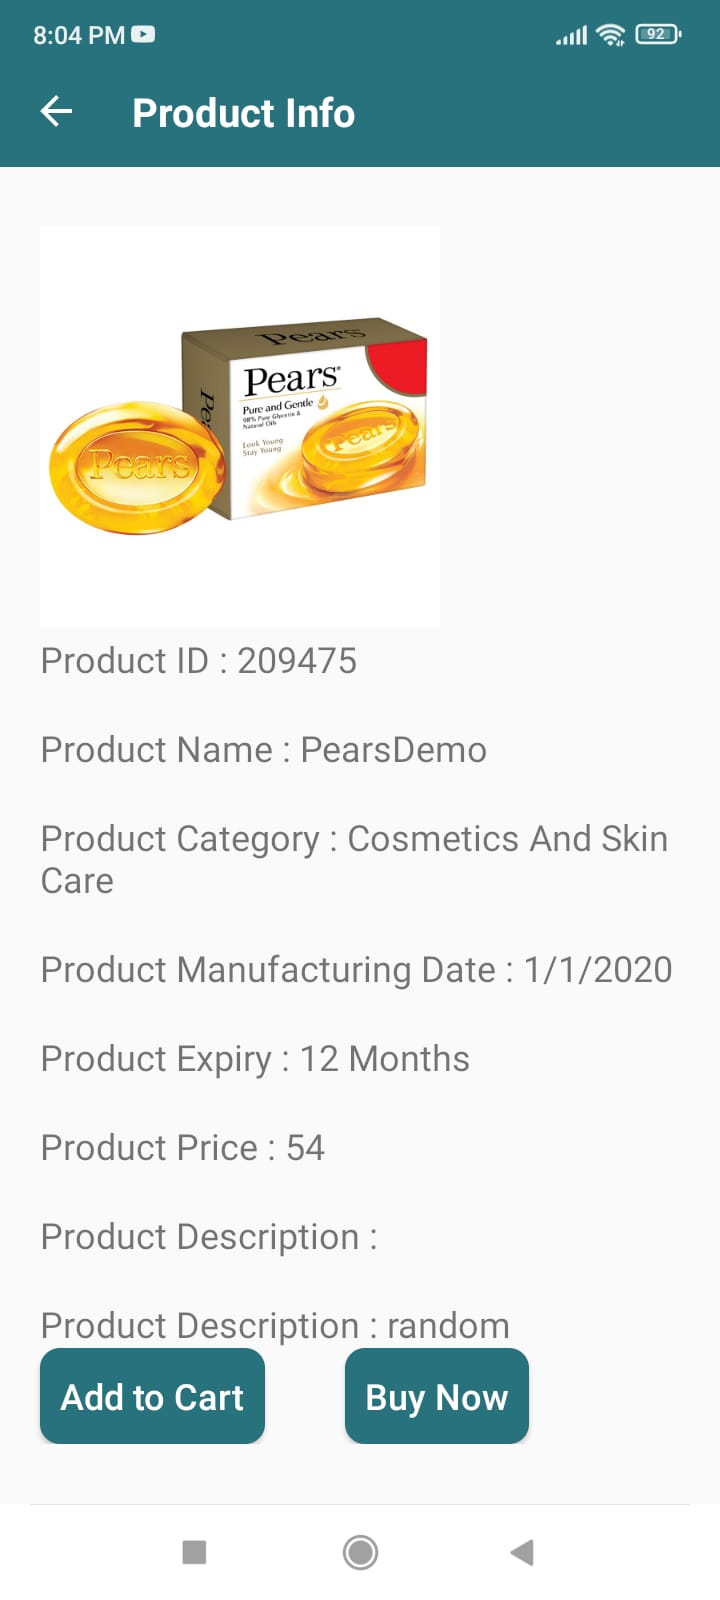 8:04 PM
92
Product Info
Pears
Pears
Pure and Gentle
98% Pure Glycerin &
Natural Oils
Look Young
Stay Young
Pears
Pears
Product ID : 209475
Product Name : PearsDemo
Product Category : Cosmetics And Skin
Care
Product Manufacturing Date : 1/1/2020
Product Expiry : 12 Months
Product Price : 54
Product Description :
Product Description : random
Add to Cart
Buy Now